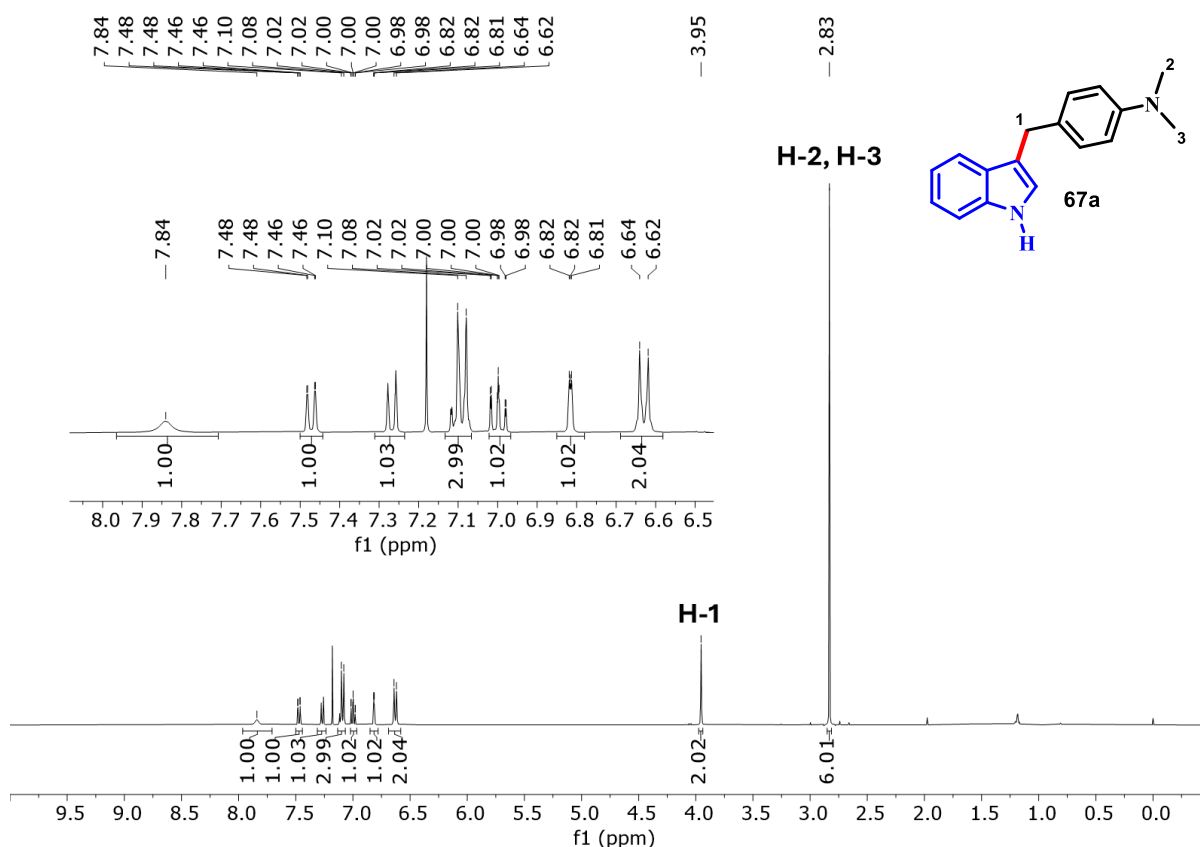 7.84 7.48 7.48 7.46 7.46 7.10 7.08 7.02 7.02 7.00 7.00 7.00 6.98 6.98 6.82 6.82 6.81 6.64 6.62 3.95 2.83
1 2 N 3
67a
N
H
H-2, H-3
7.84 7.48 7.48 7.46 7.46 7.10 7.08 7.02 7.02 7.00 7.00 7.00 6.98 6.98 6.82 6.82 6.81 6.64 6.62
1.00 1.00 1.03 2.99 1.02 1.02 2.04
8.0 7.9 7.8 7.7 7.6 7.5 7.4 7.3 7.2 7.1 7.0 6.9 6.8 6.7 6.6 6.5
f1 (ppm)
H-1
1.00 1.00 1.03 2.99 1.02 1.02 2.04 2.02 6.01
9.5 9.0 8.5 8.0 7.5 7.0 6.5 6.0 5.5 5.0 4.5 4.0 3.5 3.0 2.5 2.0 1.5 1.0 0.5 0.0
f1 (ppm)